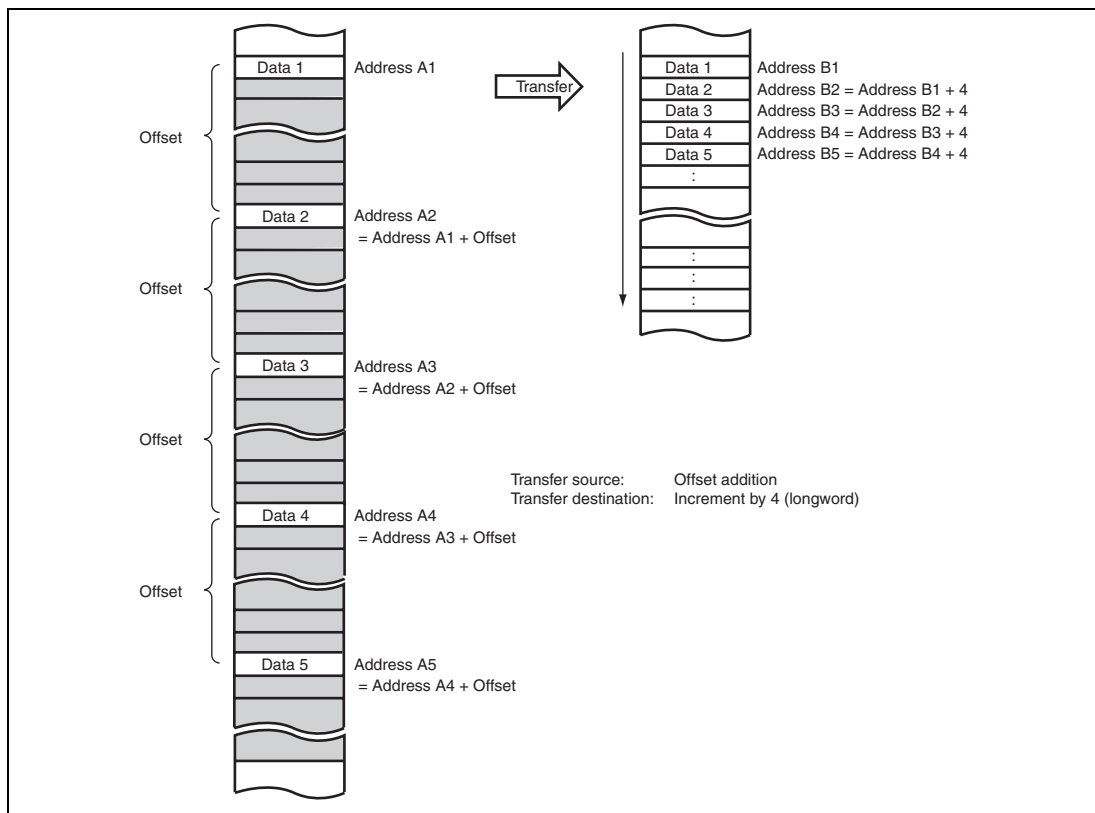 Data 1 Address A1
Offset
Data 2 Address A2
= Address A1 + Offset
Offset
Data 3 Address A3
= Address A2 + Offset
Offset
Data 4 Address A4
= Address A3 + Offset
Offset
Data 5 Address A5
= Address A4 + Offset
Transfer
Data 1 Address B1
Data 2 Address B2 = Address B1 + 4
Data 3 Address B3 = Address B2 + 4
Data 4 Address B4 = Address B3 + 4
Data 5 Address B5 = Address B4 + 4
:
:
:
:
Transfer source: Offset addition
Transfer destination: Increment by 4 (longword)